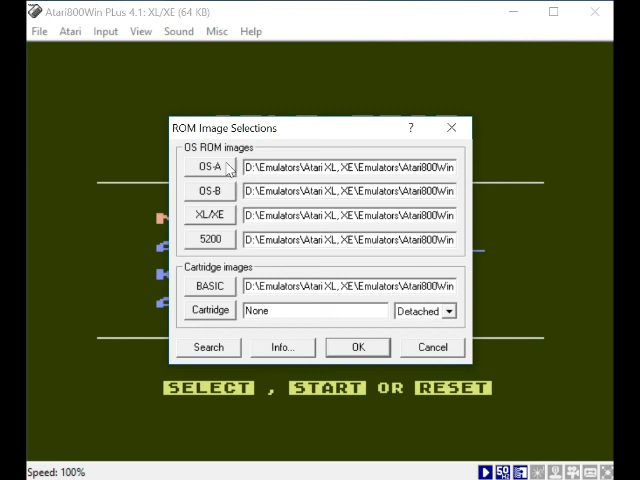 Atari800Win PLus 4.1: XL/XE (64 KB)
File Atari Input View Sound Misc Help
ROM Image Selections ?
OS ROM images
OS-A D:\Emulators\Atari XL, XE\Emulators\Atari800Win
OS-B D:\Emulators\Atari XL, XE\Emulators\Atari800Win
XL/XE D:\Emulators\Atari XL, XE\Emulators\Atari800Win
5200 D:\Emulators\Atari XL, XE\Emulators\Atari800Win
Cartridge images
BASIC D:\Emulators\Atari XL, XE\Emulators\Atari800Win
Cartridge None Detached
Search Info... OK Cancel
SELECT , START OR RESET
Speed: 100%
50